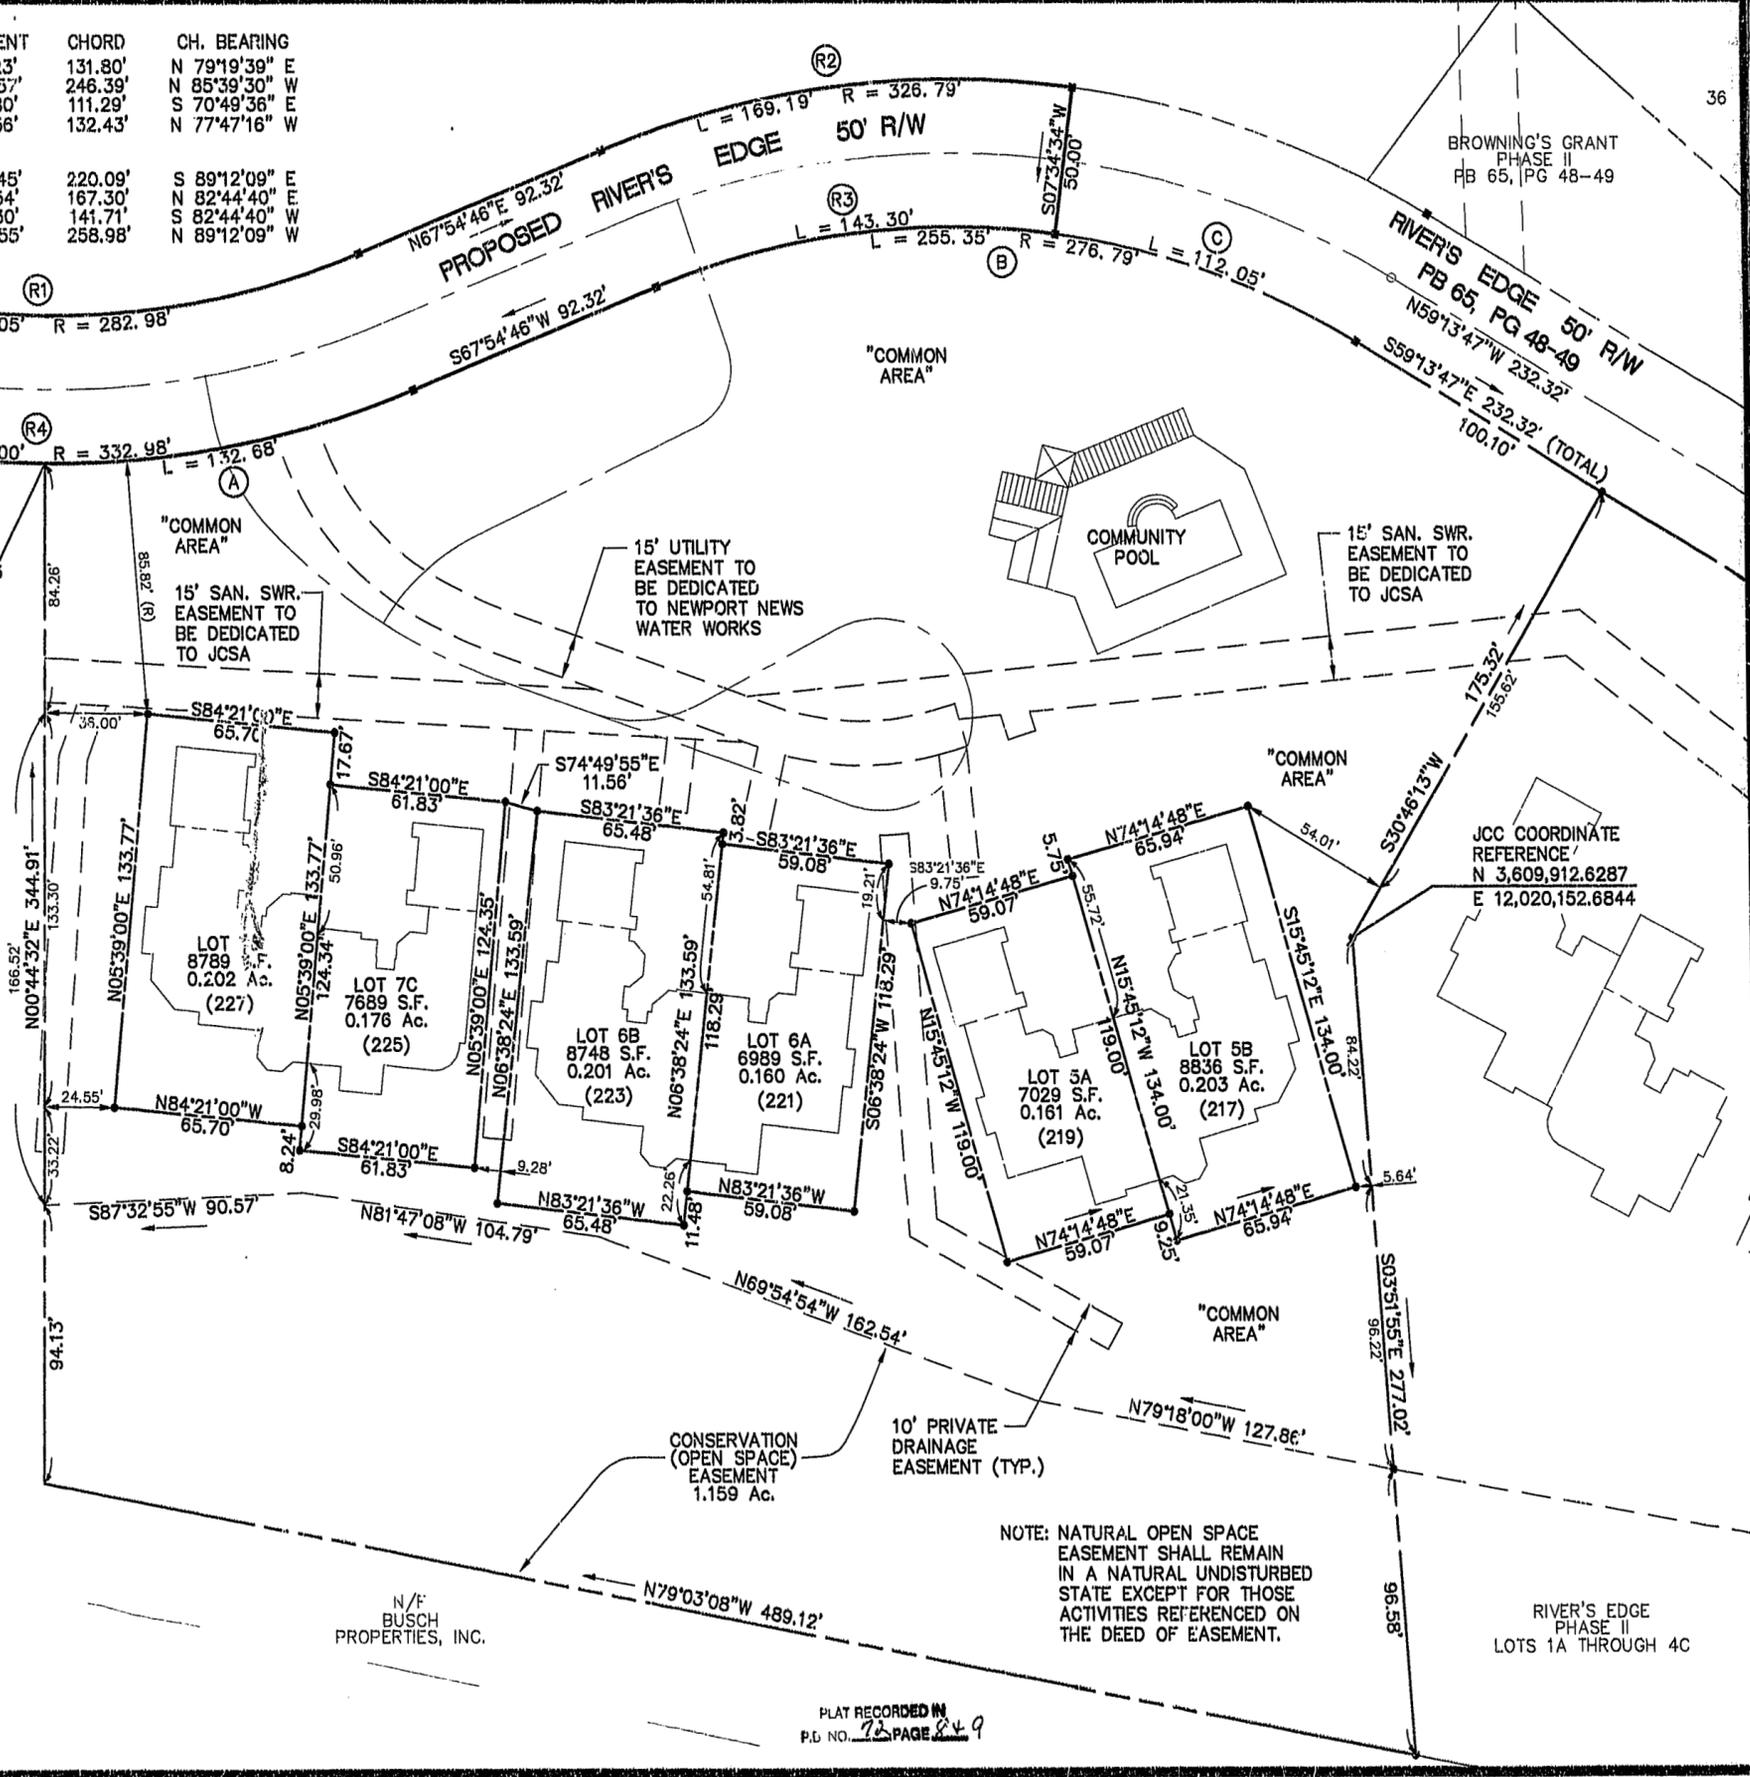 CHORD CH. BEARING
131.80' N 79°19'39" E
246.39' N 85°39'30" W
111.29' S 70°49'36" E
132.43' N 77°47'16" W
220.09' S 89°12'09" E
167.30' N 82°44'40" E
141.71' S 82°44'40" W
258.98' N 89°12'09" W
R2
L = 169.19' R = 326.79'
PROPOSED RIVER'S EDGE 50' R/W
N67°54'46"E 92.32'
S07°34'34"W
50.00'
R3
L = 143.30'
L = 255.35' R = 276.79'
B
C
L = 112.05'
S67°54'46"W 92.32'
36
BROWNING'S GRANT
PHASE II
PB 65, PG 48-49
RIVER'S EDGE 50' R/W
PB 65, PG 48-49
N59°13'47"W 232.32'
S59°13'47"E 232.32' (TOTAL)
100.10'
R1
R = 282.98'
R4
R = 332.98'
L = 132.68'
A
"COMMON
AREA"
"COMMON
AREA"
COMMUNITY
POOL
84.26'
85.82' (R)
15' SAN. SWR.
EASEMENT TO
BE DEDICATED
TO JCSA
15' UTILITY
EASEMENT TO
BE DEDICATED
TO NEWPORT NEWS
WATER WORKS
15' SAN. SWR.
EASEMENT TO
BE DEDICATED
TO JCSA
175.32'
155.62'
S30°46'13"W
"COMMON
AREA"
54.01'
JCC COORDINATE
REFERENCE
N 3,609,912.6287
E 12,020,152.6844
36.00'
65.70'
17.67'
S84°21'00"E
61.83'
S74°49'55"E
11.56'
S83°21'36"E
65.48'
3.82'
S83°21'36"E
59.08'
S83°21'36"E
9.75'
19.21'
N74°14'48"E
59.07'
5.75'
N74°14'48"E
65.94'
N00°44'32"E 344.91'
166.52'
133.30'
N05°39'00"E 133.77'
LOT
8789
0.202 Ac.
(227)
N05°39'00"E 133.77'
124.34'
50.96'
LOT 7C
7689 S.F.
0.176 Ac.
(225)
N05°39'00"E 124.35'
N06°38'24"E 133.59'
LOT 6B
8748 S.F.
0.201 Ac.
(223)
54.81'
N06°38'24"E 133.59'
118.29'
LOT 6A
6989 S.F.
0.160 Ac.
(221)
S06°38'24"W 118.29'
N15°45'12"W 119.00'
LOT 5A
7029 S.F.
0.161 Ac.
(219)
55.72'
N15°45'12"W 134.00'
119.00'
LOT 5B
8836 S.F.
0.203 Ac.
(217)
S15°45'12"E 134.00'
84.22'
5.64'
24.55'
33.22'
N84°21'00"W
65.70'
29.98'
8.24'
S84°21'00"E
61.83'
9.28'
N83°21'36"W
65.48'
22.26'
11.48'
N83°21'36"W
59.08'
N74°14'48"E
59.07'
21.35'
9.25'
N74°14'48"E
65.94'
S87°32'55"W 90.57'
N81°47'08"W 104.79'
N69°54'54"W 162.54'
N79°18'00"W 127.86'
94.13'
"COMMON
AREA"
S03°51'55"E 277.02'
96.22'
96.58'
CONSERVATION
(OPEN SPACE)
EASEMENT
1.159 Ac.
10' PRIVATE
DRAINAGE
EASEMENT (TYP.)
NOTE: NATURAL OPEN SPACE
EASEMENT SHALL REMAIN
IN A NATURAL UNDISTURBED
STATE EXCEPT FOR THOSE
ACTIVITIES REFERENCED ON
THE DEED OF EASEMENT.
N79°03'08"W 489.12'
N/F
BUSCH
PROPERTIES, INC.
RIVER'S EDGE
PHASE II
LOTS 1A THROUGH 4C
PLAT RECORDED IN
P.B. NO. 72 PAGE 849